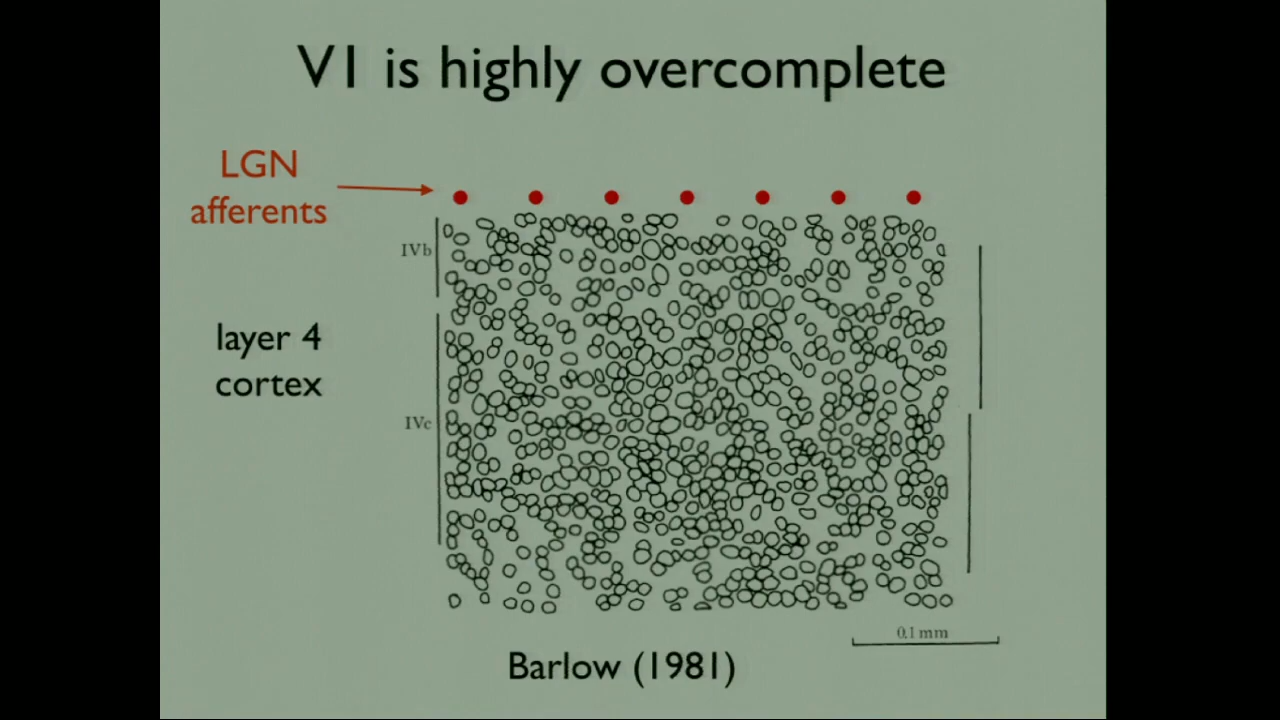 V1 is highly overcomplete
LGN
afferents
IVb
layer 4
cortex
IVc
0.1 mm
Barlow (1981)